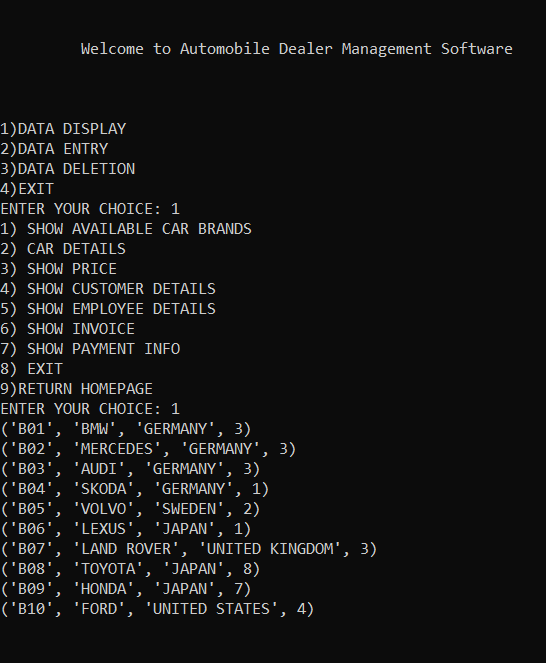 Welcome to Automobile Dealer Management Software
1)DATA DISPLAY
2)DATA ENTRY
3)DATA DELETION
4)EXIT
ENTER YOUR CHOICE: 1
1) SHOW AVAILABLE CAR BRANDS
2) CAR DETAILS
3) SHOW PRICE
4) SHOW CUSTOMER DETAILS
5) SHOW EMPLOYEE DETAILS
6) SHOW INVOICE
7) SHOW PAYMENT INFO
8) EXIT
9)RETURN HOMEPAGE
ENTER YOUR CHOICE: 1
('B01', 'BMW', 'GERMANY', 3)
('B02', 'MERCEDES', 'GERMANY', 3)
('B03', 'AUDI', 'GERMANY', 3)
('B04', 'SKODA', 'GERMANY', 1)
('B05', 'VOLVO', 'SWEDEN', 2)
('B06', 'LEXUS', 'JAPAN', 1)
('B07', 'LAND ROVER', 'UNITED KINGDOM', 3)
('B08', 'TOYOTA', 'JAPAN', 8)
('B09', 'HONDA', 'JAPAN', 7)
('B10', 'FORD', 'UNITED STATES', 4)